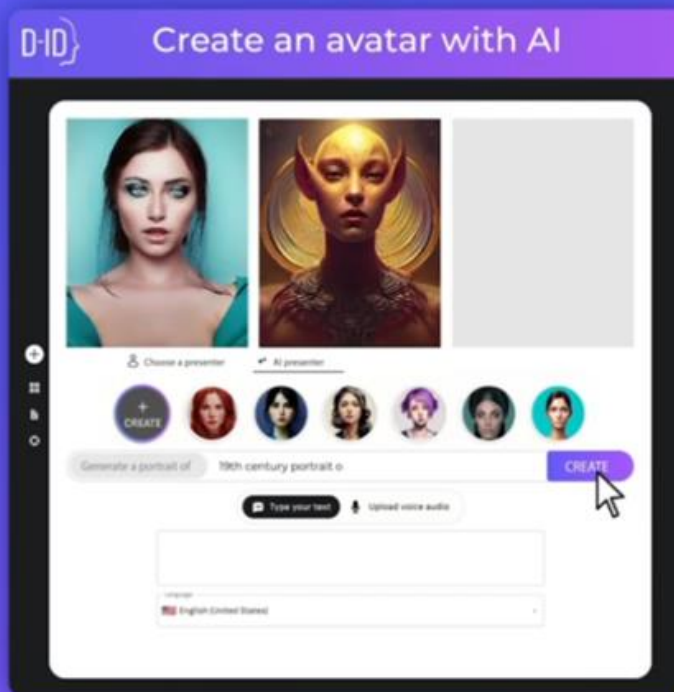 D-ID
Create an avatar with AI
Choose a presenter
AI presenter
+
CREATE
Generate a portrait of
19th century portrait o
CREATE
Type your text
Upload voice audio
Language
English (United States)